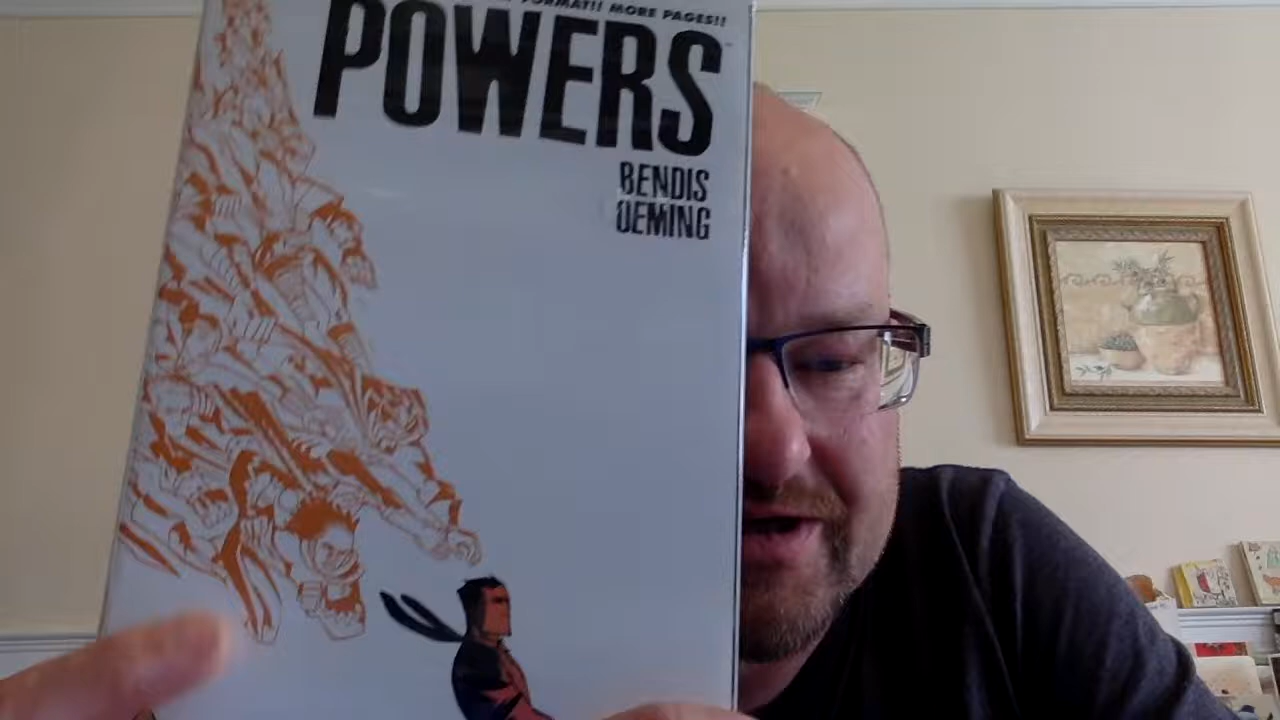 FORMAT!! MORE PAGES!!
POWERS
BENDIS
OEMING